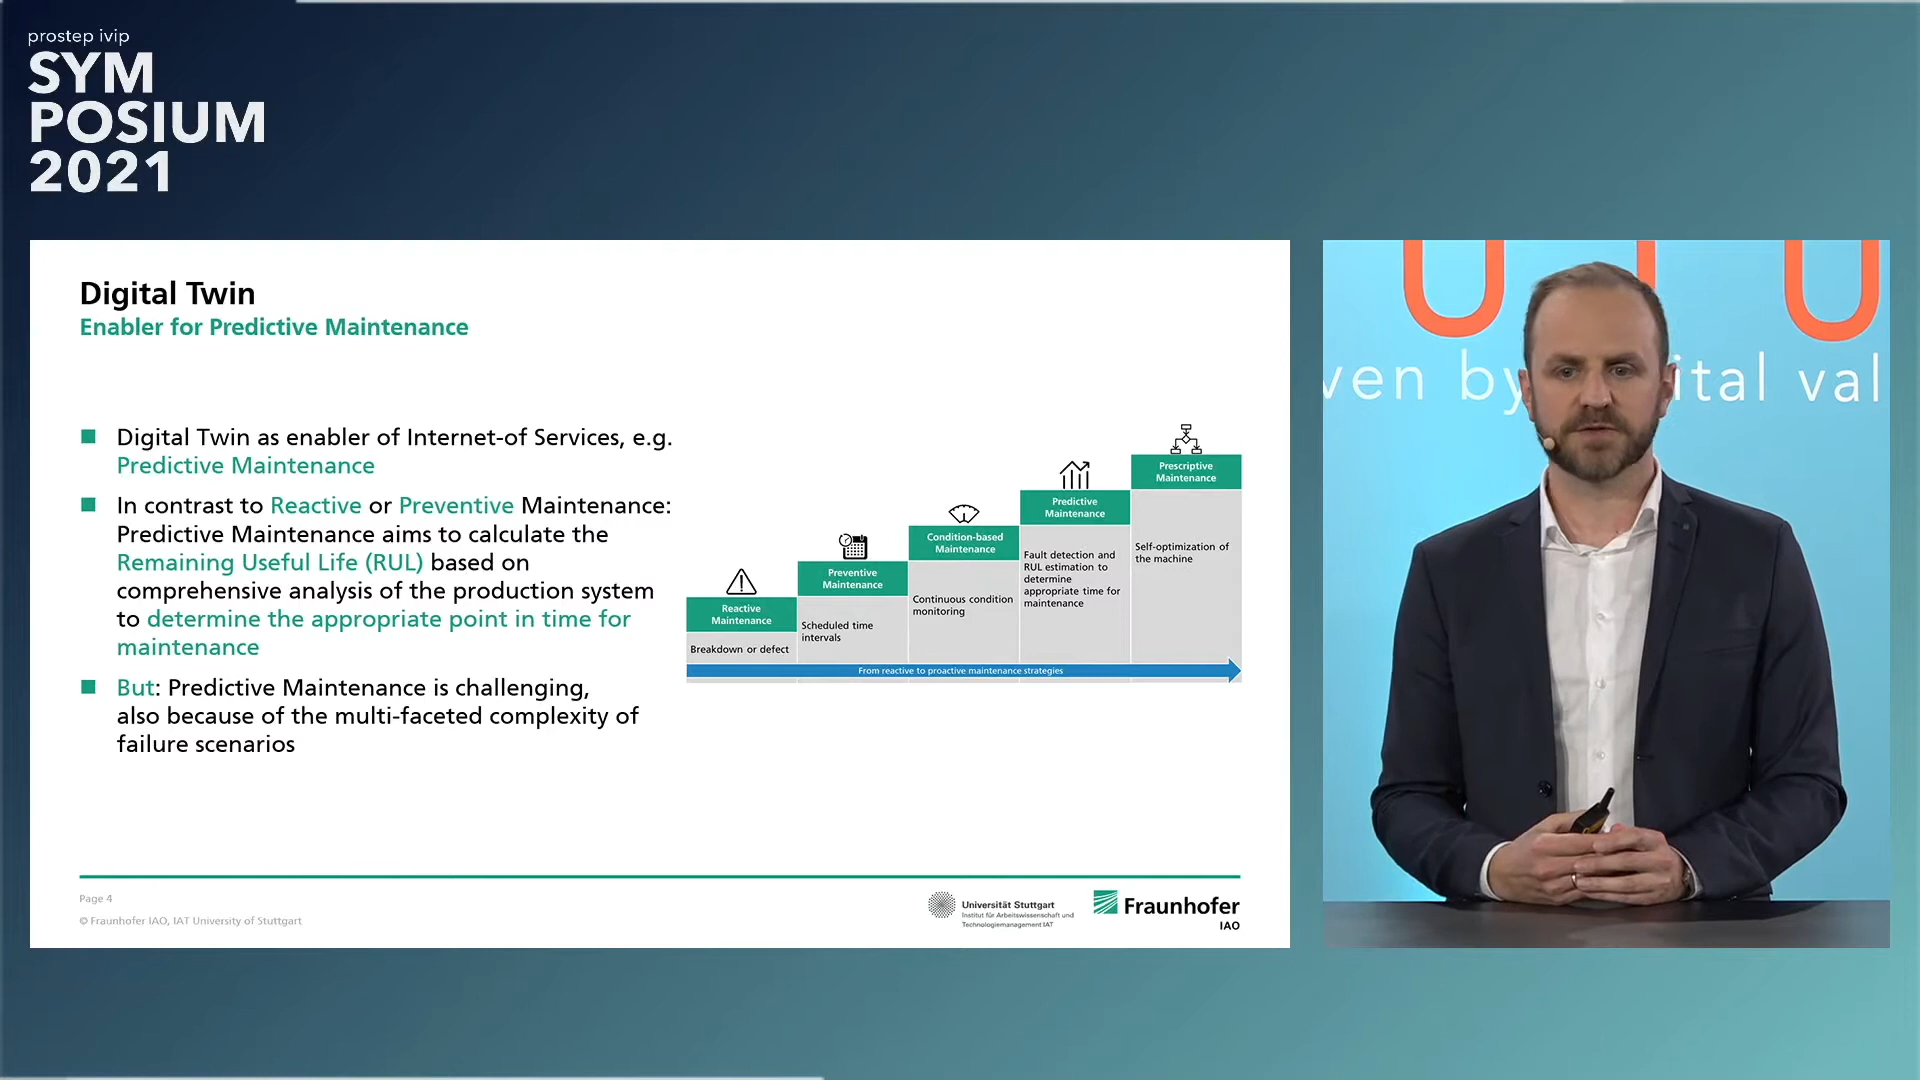 prostep ivip
SYM
POSIUM
2021
Digital Twin
Enabler for Predictive Maintenance
Digital Twin as enabler of Internet-of Services, e.g.
Predictive Maintenance
In contrast to Reactive or Preventive Maintenance:
Predictive Maintenance aims to calculate the
Remaining Useful Life (RUL) based on
comprehensive analysis of the production system
to determine the appropriate point in time for
maintenance
But: Predictive Maintenance is challenging,
also because of the multi-faceted complexity of
failure scenarios
Reactive
Maintenance
Breakdown or defect
Preventive
Maintenance
Scheduled time
intervals
Condition-based
Maintenance
Continuous condition
monitoring
Predictive
Maintenance
Fault detection and
RUL estimation to
determine
appropriate time for
maintenance
Prescriptive
Maintenance
Self-optimization of
the machine
From reactive to proactive maintenance strategies
Page 4
© Fraunhofer IAO, IAT University of Stuttgart
Universität Stuttgart
Institut für Arbeitswissenschaft und
Technologiemanagement IAT
Fraunhofer
IAO
ven by ital val